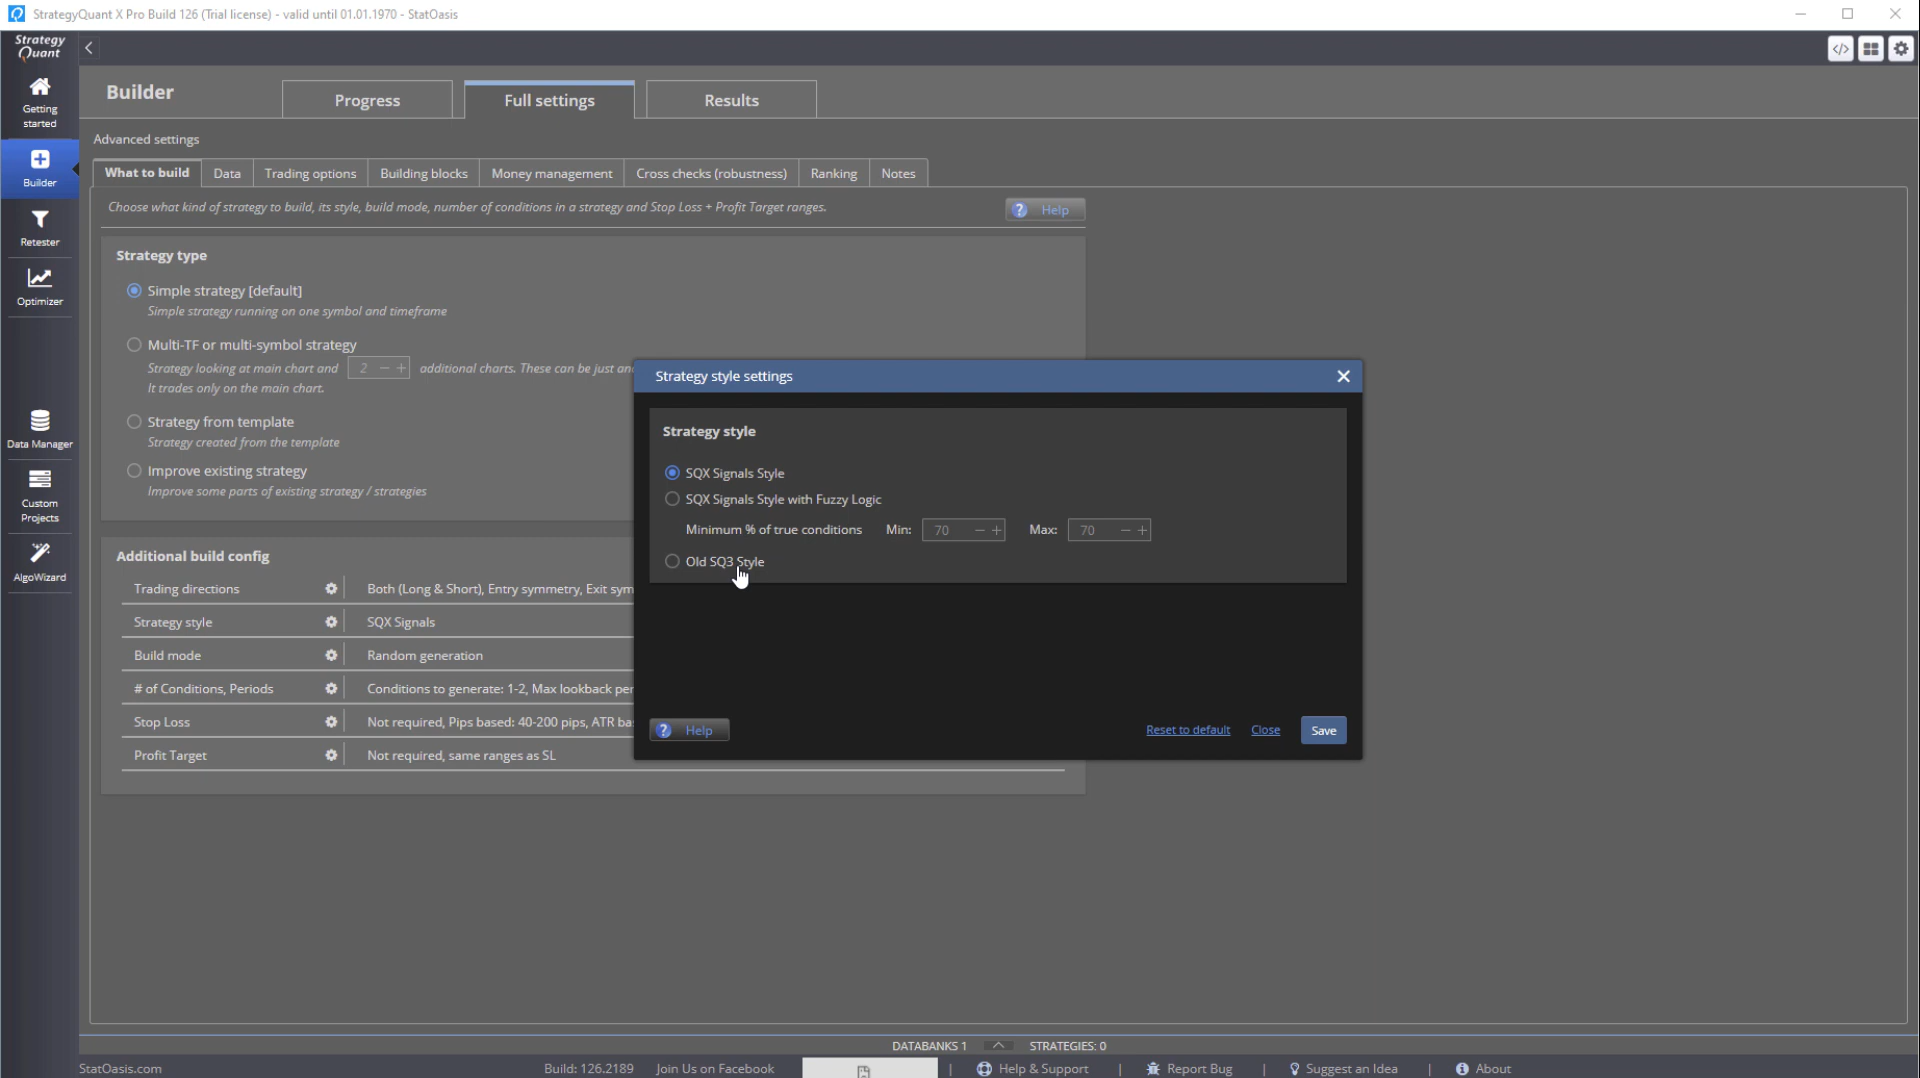 StrategyQuant X Pro Build 126 (Trial license) - valid until 01.01.1970 - StatOasis
Strategy
Quant
Getting
started
Builder
Retester
Optimizer
Data Manager
Custom
Projects
AlgoWizard
Builder
Progress
Full settings
Results
Advanced settings
What to build
Data
Trading options
Building blocks
Money management
Cross checks (robustness)
Ranking
Notes
Choose what kind of strategy to build, its style, build mode, number of conditions in a strategy and Stop Loss + Profit Target ranges.
? Help
Strategy type
Simple strategy [default]
Simple strategy running on one symbol and timeframe
Multi-TF or multi-symbol strategy
Strategy looking at main chart and 2 − + additional charts. These can be just an
It trades only on the main chart.
Strategy from template
Strategy created from the template
Improve existing strategy
Improve some parts of existing strategy / strategies
Additional build config
Trading directions Both (Long & Short), Entry symmetry, Exit sym
Strategy style SQX Signals
Build mode Random generation
# of Conditions, Periods Conditions to generate: 1-2, Max lookback per
Stop Loss Not required, Pips based: 40-200 pips, ATR ba
Profit Target Not required, same ranges as SL
Strategy style settings
Strategy style
SQX Signals Style
SQX Signals Style with Fuzzy Logic
Minimum % of true conditions Min: 70 − + Max: 70 − +
Old SQ3 Style
? Help
Reset to default
Close
Save
DATABANKS 1
STRATEGIES: 0
StatOasis.com
Build: 126.2189
Join Us on Facebook
Help & Support
Report Bug
Suggest an Idea
About